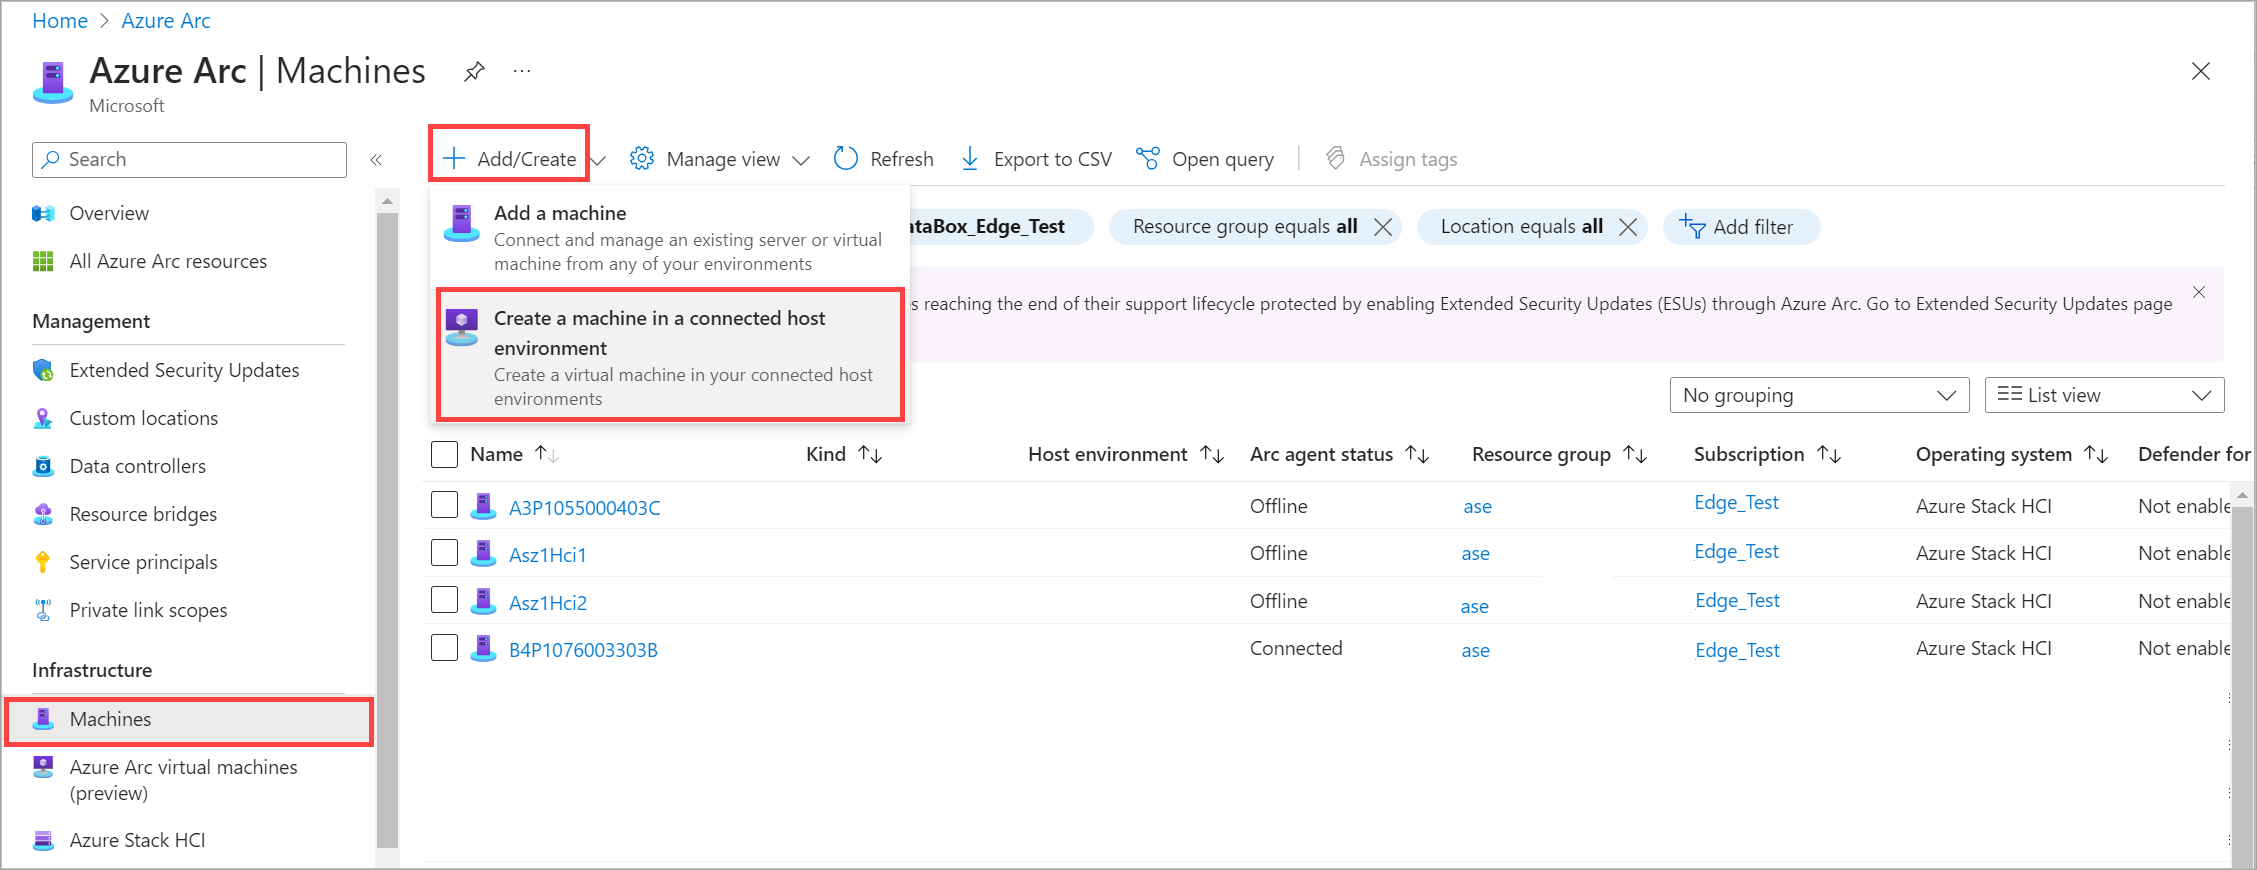 Home > Azure Arc
Azure Arc | Machines ...
Microsoft
Search «
Overview
All Azure Arc resources
Management
Extended Security Updates
Custom locations
Data controllers
Resource bridges
Service principals
Private link scopes
Infrastructure
Machines
Azure Arc virtual machines
(preview)
Azure Stack HCI
Add/Create Manage view Refresh Export to CSV Open query Assign tags
Add a machine
Connect and manage an existing server or virtual
machine from any of your environments
Create a machine in a connected host
environment
Create a virtual machine in your connected host
environments
ataBox_Edge_Test Resource group equals all Location equals all Add filter
s reaching the end of their support lifecycle protected by enabling Extended Security Updates (ESUs) through Azure Arc. Go to Extended Security Updates page
No grouping List view
Name Kind Host environment Arc agent status Resource group Subscription Operating system Defender for
A3P1055000403C Offline ase Edge_Test Azure Stack HCI Not enable
Asz1Hci1 Offline ase Edge_Test Azure Stack HCI Not enable
Asz1Hci2 Offline ase Edge_Test Azure Stack HCI Not enable
B4P1076003303B Connected ase Edge_Test Azure Stack HCI Not enable